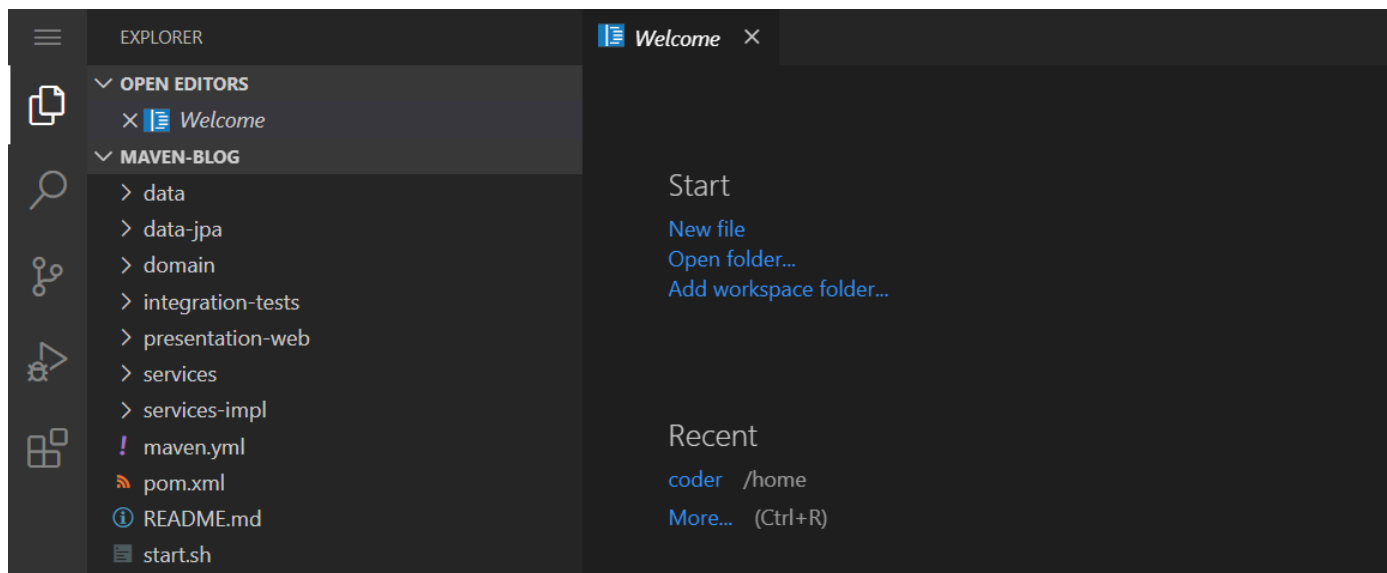 EXPLORER
OPEN EDITORS
Welcome
MAVEN-BLOG
data
data-jpa
domain
integration-tests
presentation-web
services
services-impl
! maven.yml
pom.xml
README.md
start.sh
Welcome
Start
New file
Open folder...
Add workspace folder...
Recent
coder /home
More... (Ctrl+R)